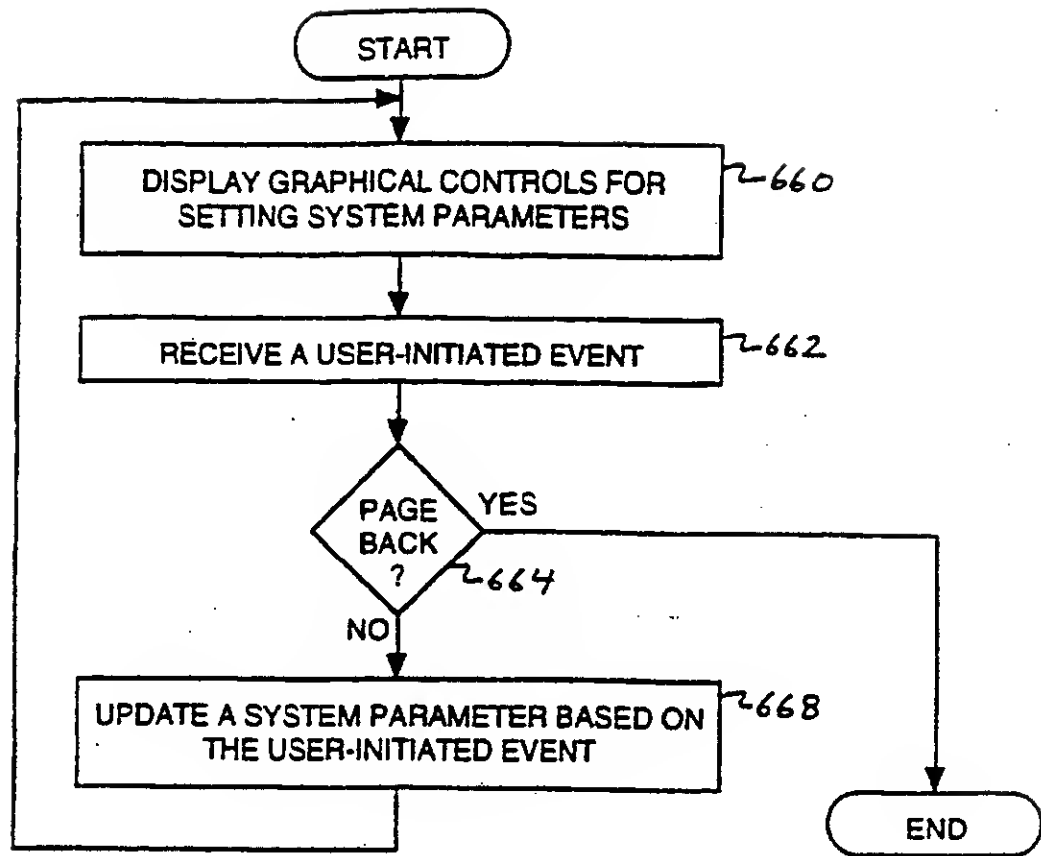 START
DISPLAY GRAPHICAL CONTROLS FOR
SETTING SYSTEM PARAMETERS
660
RECEIVE A USER-INITIATED EVENT
662
PAGE
BACK
?
YES
664
NO
UPDATE A SYSTEM PARAMETER BASED ON
THE USER-INITIATED EVENT
668
END